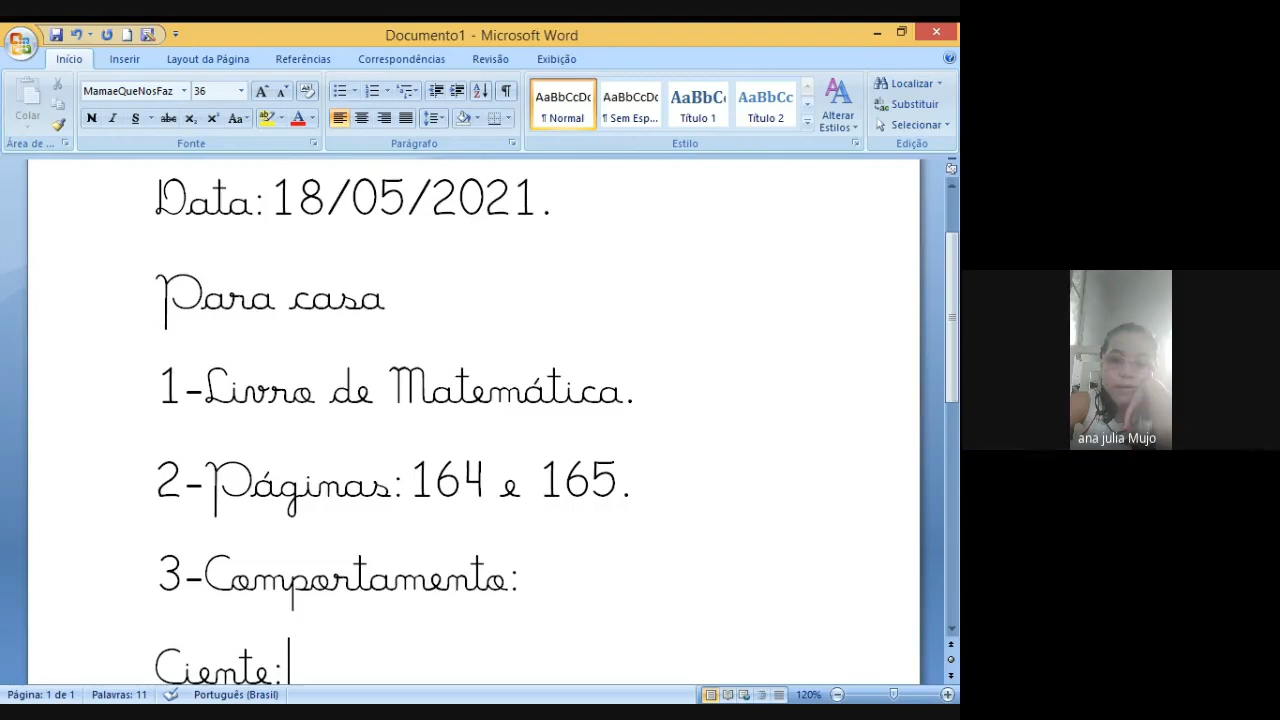 Documento1 - Microsoft Word
Início Inserir Layout da Página Referências Correspondências Revisão Exibição
MamaeQueNosFaz 36
AaBbCcDc AaBbCcDc AaBbC AaBbCc
Colar
¶ Normal ¶ Sem Esp... Título 1 Título 2
Alterar Estilos
Localizar
Substituir
Selecionar
Área de ... Fonte Parágrafo Estilo Edição
Data: 18/05/2021.
Para casa
1-Livro de Matemática.
2-Páginas: 164 e 165.
3-Comportamento:
Ciente:
ana julia Mujo
Página: 1 de 1 Palavras: 11 Português (Brasil) 120%